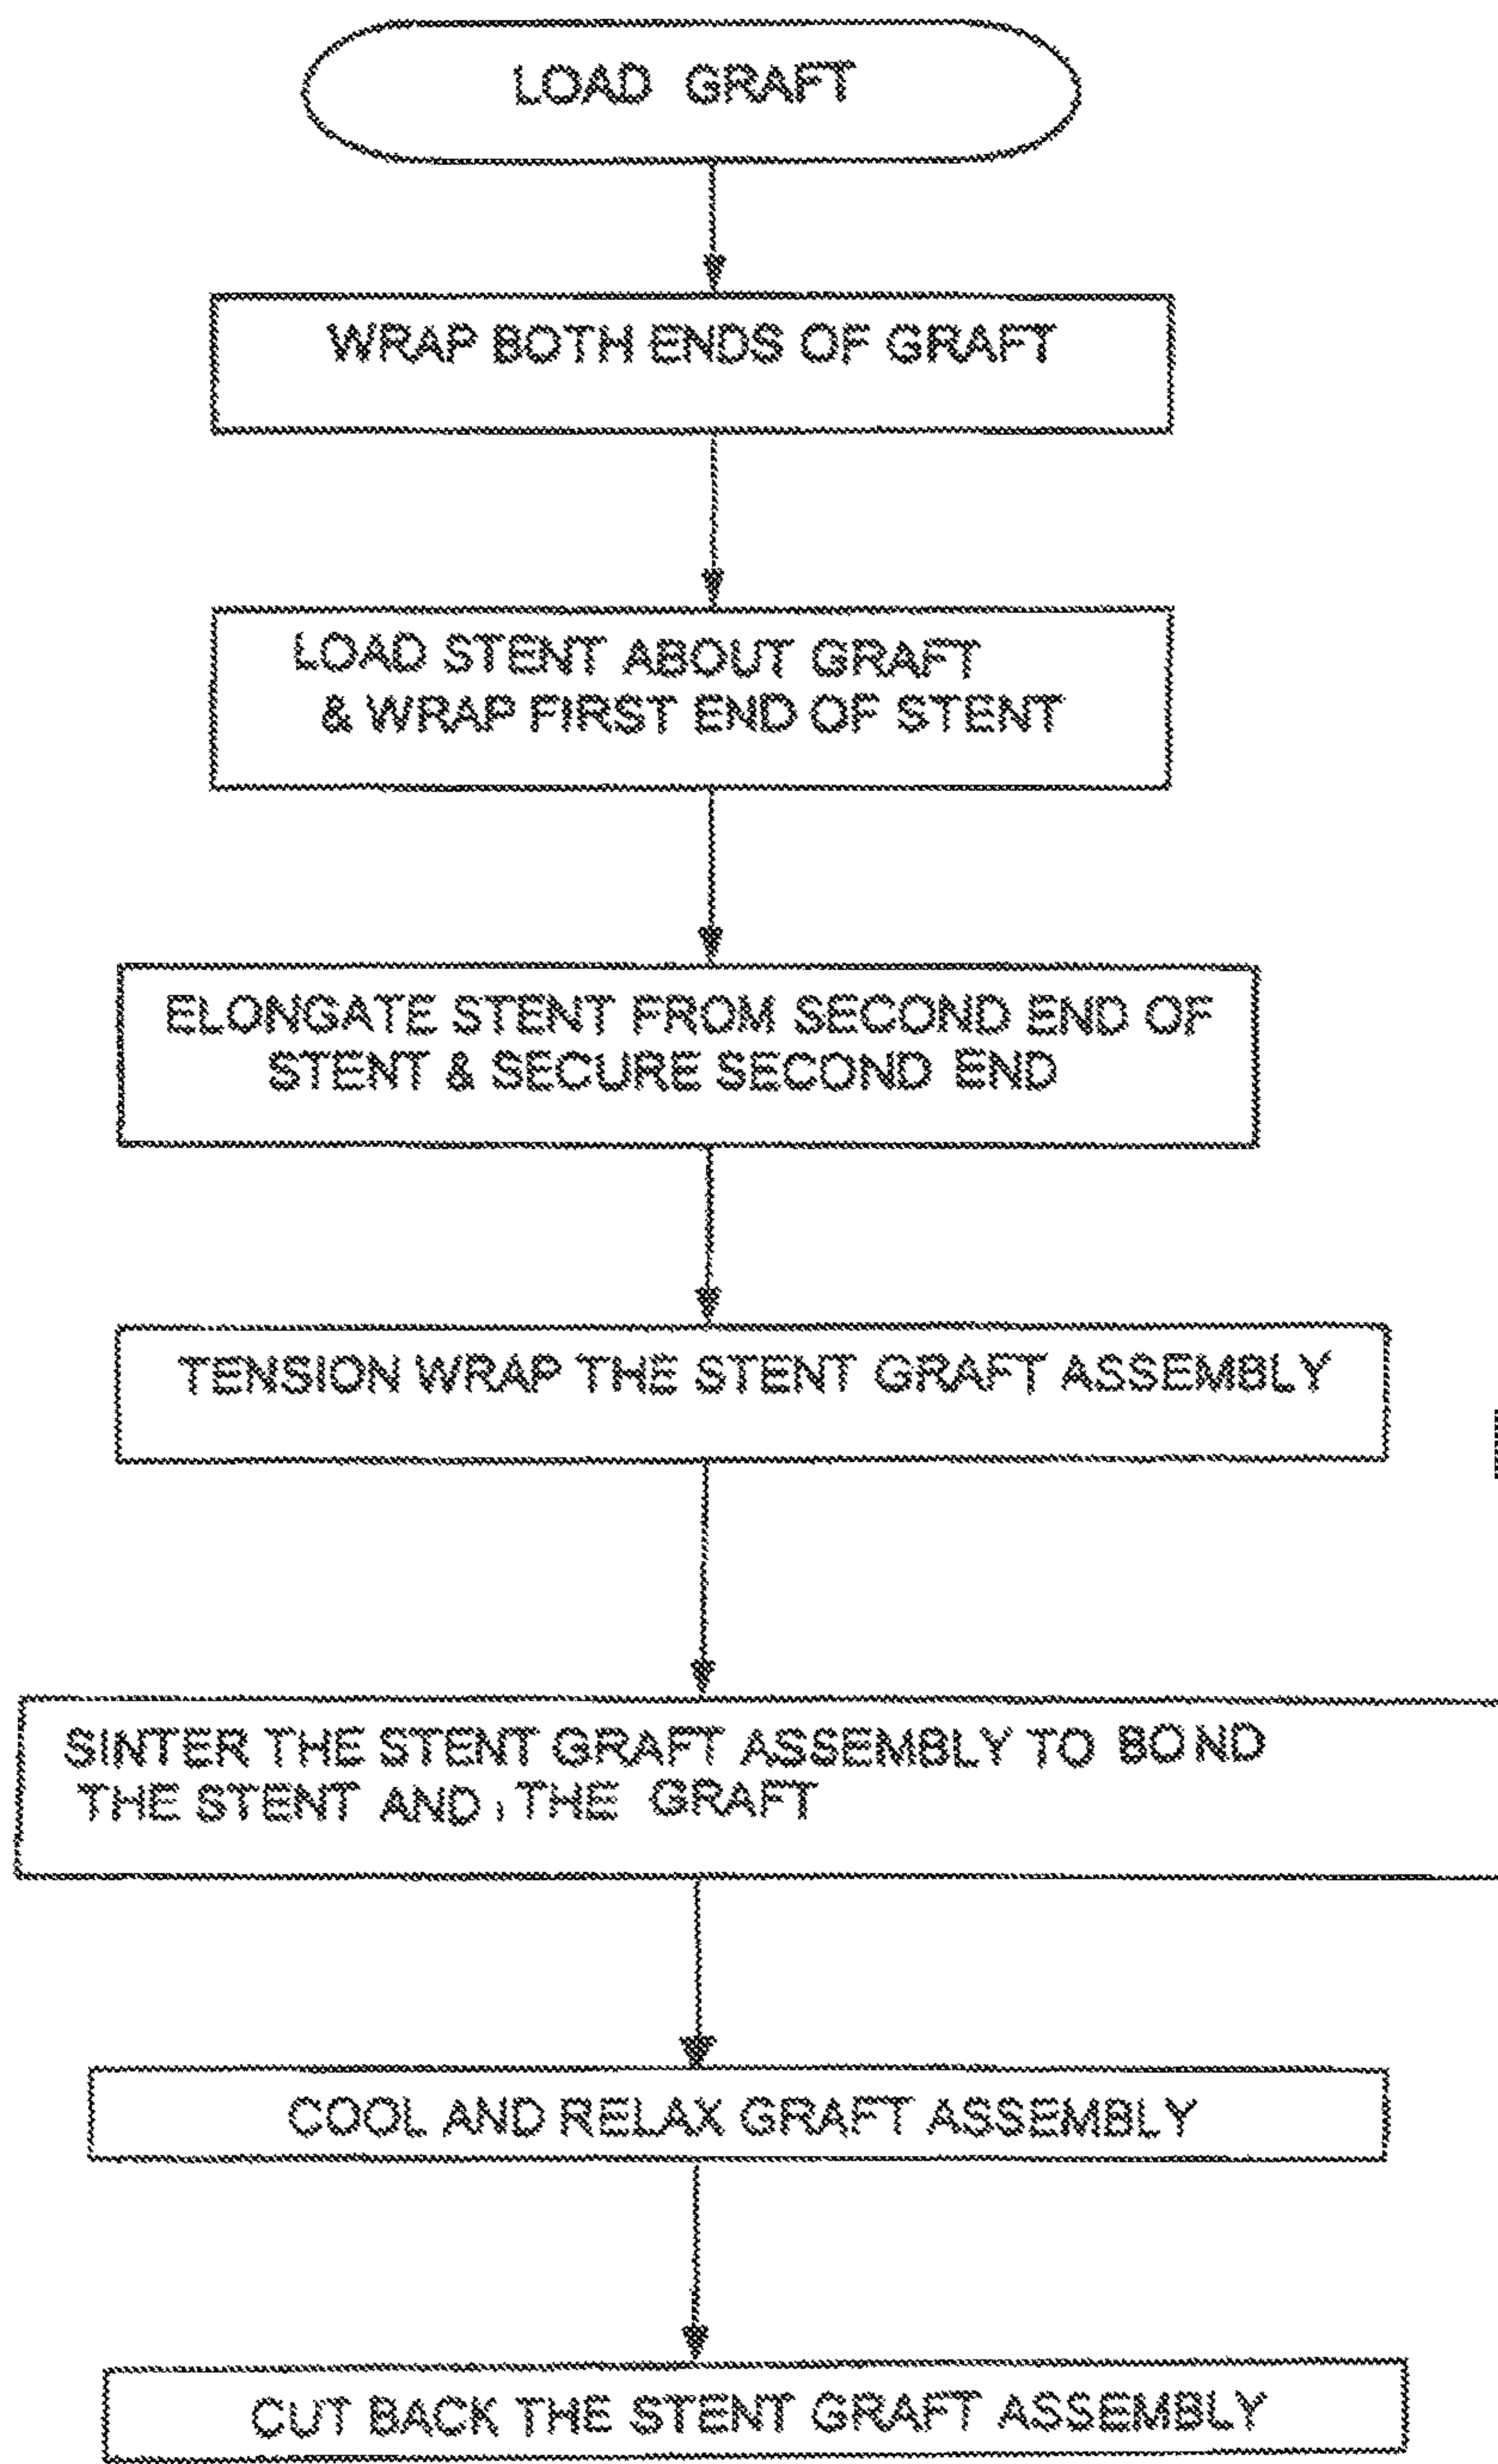 LOAD GRAFT
WRAP BOTH ENDS OF GRAFT
LOAD STENT ABOUT GRAFT
& WRAP FIRST END OF STENT
ELONGATE STENT FROM SECOND END OF
STENT & SECURE SECOND END
TENSION WRAP THE STENT GRAFT ASSEMBLY
SINTER THE STENT GRAFT ASSEMBLY TO BOND
THE STENT AND THE GRAFT
COOL AND RELAX GRAFT ASSEMBLY
CUT BACK THE STENT GRAFT ASSEMBLY